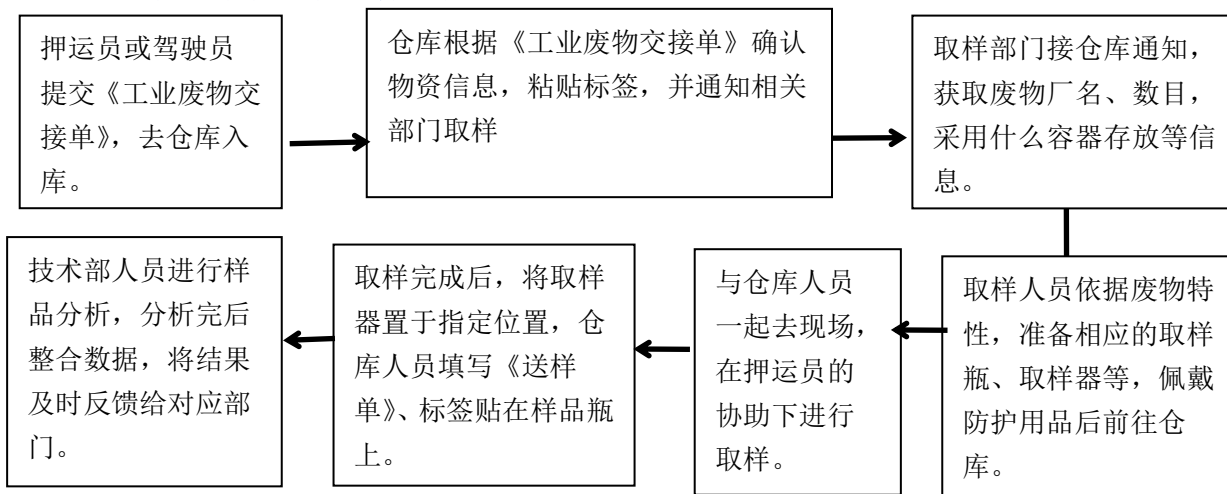 押运员或驾驶员
提交《工业废物交
接单》，去仓库入
库。
仓库根据《工业废物交接单》确认
物资信息，粘贴标签，并通知相关
部门取样
取样部门接仓库通知，
获取废物厂名、数目，
采用什么容器存放等信
息。
取样人员依据废物特
性，准备相应的取样
瓶、取样器等，佩戴
防护用品后前往仓
库。
与仓库人员
一起去现场，
在押运员的
协助下进行
取样。
取样完成后，将取样
器置于指定位置，仓
库人员填写《送样
单》、标签贴在样品瓶
上。
技术部人员进行样
品分析，分析完后
整合数据，将结果
及时反馈给对应部
门。